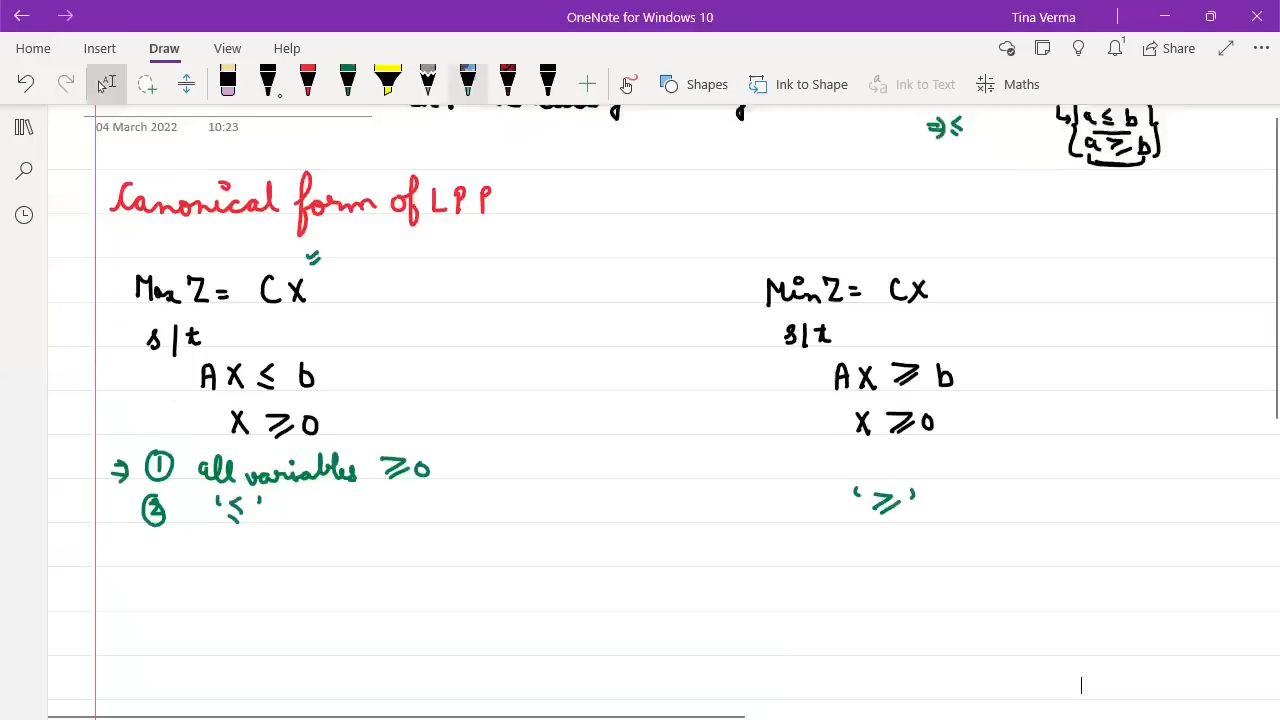 OneNote for Windows 10
Tina Verma
Home Insert Draw View Help
1
Share
Shapes
Ink to Shape
Ink to Text
Maths
04 March 2022 10:23
⇒ ≤
a ≤ b
a ≥ b
Canonical form of LPP
Max Z = CX
s|t
AX ≤ b
X ≥ 0
⇒ ① all variables ≥ 0
② ' ≤ '
Min Z = CX
s|t
AX ≥ b
X ≥ 0
' ≥ '